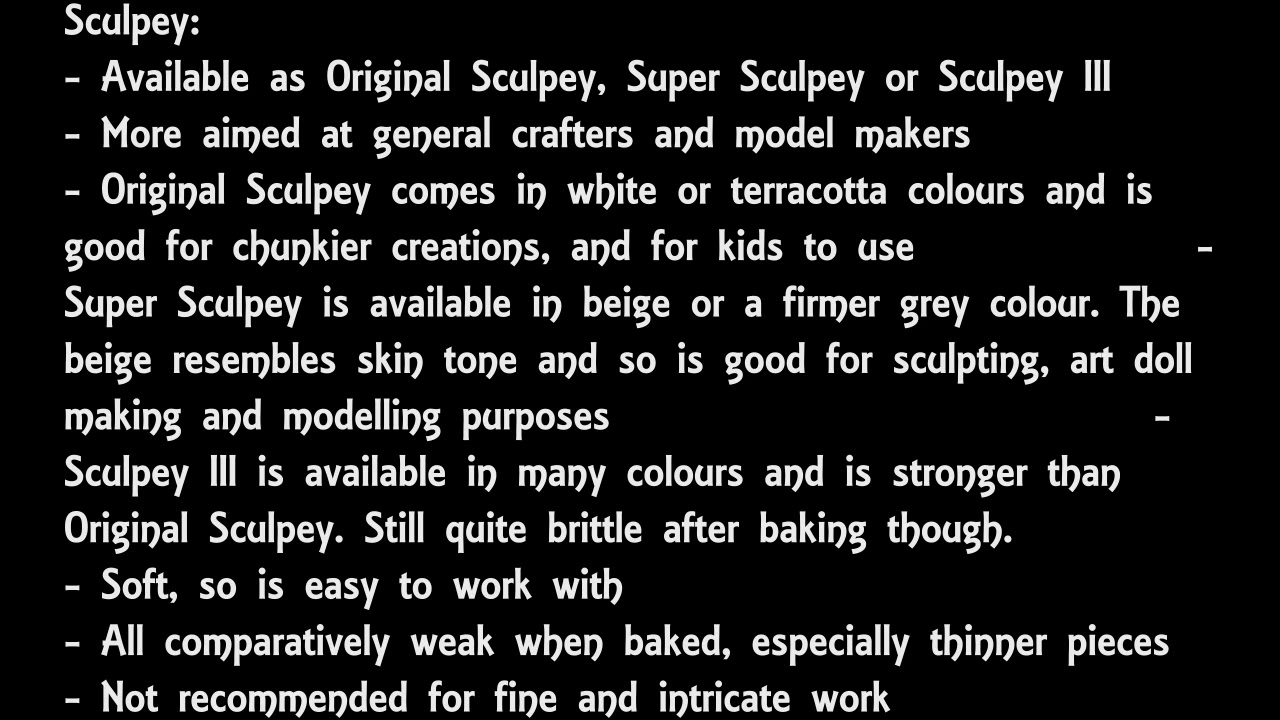 Sculpey:
- Available as Original Sculpey, Super Sculpey or Sculpey III
- More aimed at general crafters and model makers
- Original Sculpey comes in white or terracotta colours and is
good for chunkier creations, and for kids to use -
Super Sculpey is available in beige or a firmer grey colour. The
beige resembles skin tone and so is good for sculpting, art doll
making and modelling purposes -
Sculpey III is available in many colours and is stronger than
Original Sculpey. Still quite brittle after baking though.
- Soft, so is easy to work with
- All comparatively weak when baked, especially thinner pieces
- Not recommended for fine and intricate work